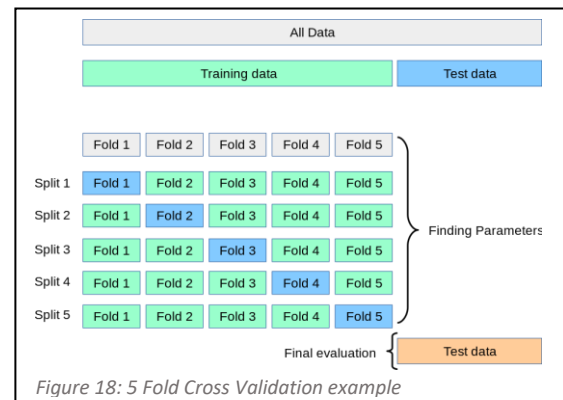 All Data
Training data Test data
Fold 1 Fold 2 Fold 3 Fold 4 Fold 5
Split 1 Fold 1 Fold 2 Fold 3 Fold 4 Fold 5
Split 2 Fold 1 Fold 2 Fold 3 Fold 4 Fold 5
Finding Parameters
Split 3 Fold 1 Fold 2 Fold 3 Fold 4 Fold 5
Split 4 Fold 1 Fold 2 Fold 3 Fold 4 Fold 5
Split 5 Fold 1 Fold 2 Fold 3 Fold 4 Fold 5
Final evaluation Test data
Figure 18: 5 Fold Cross Validation example